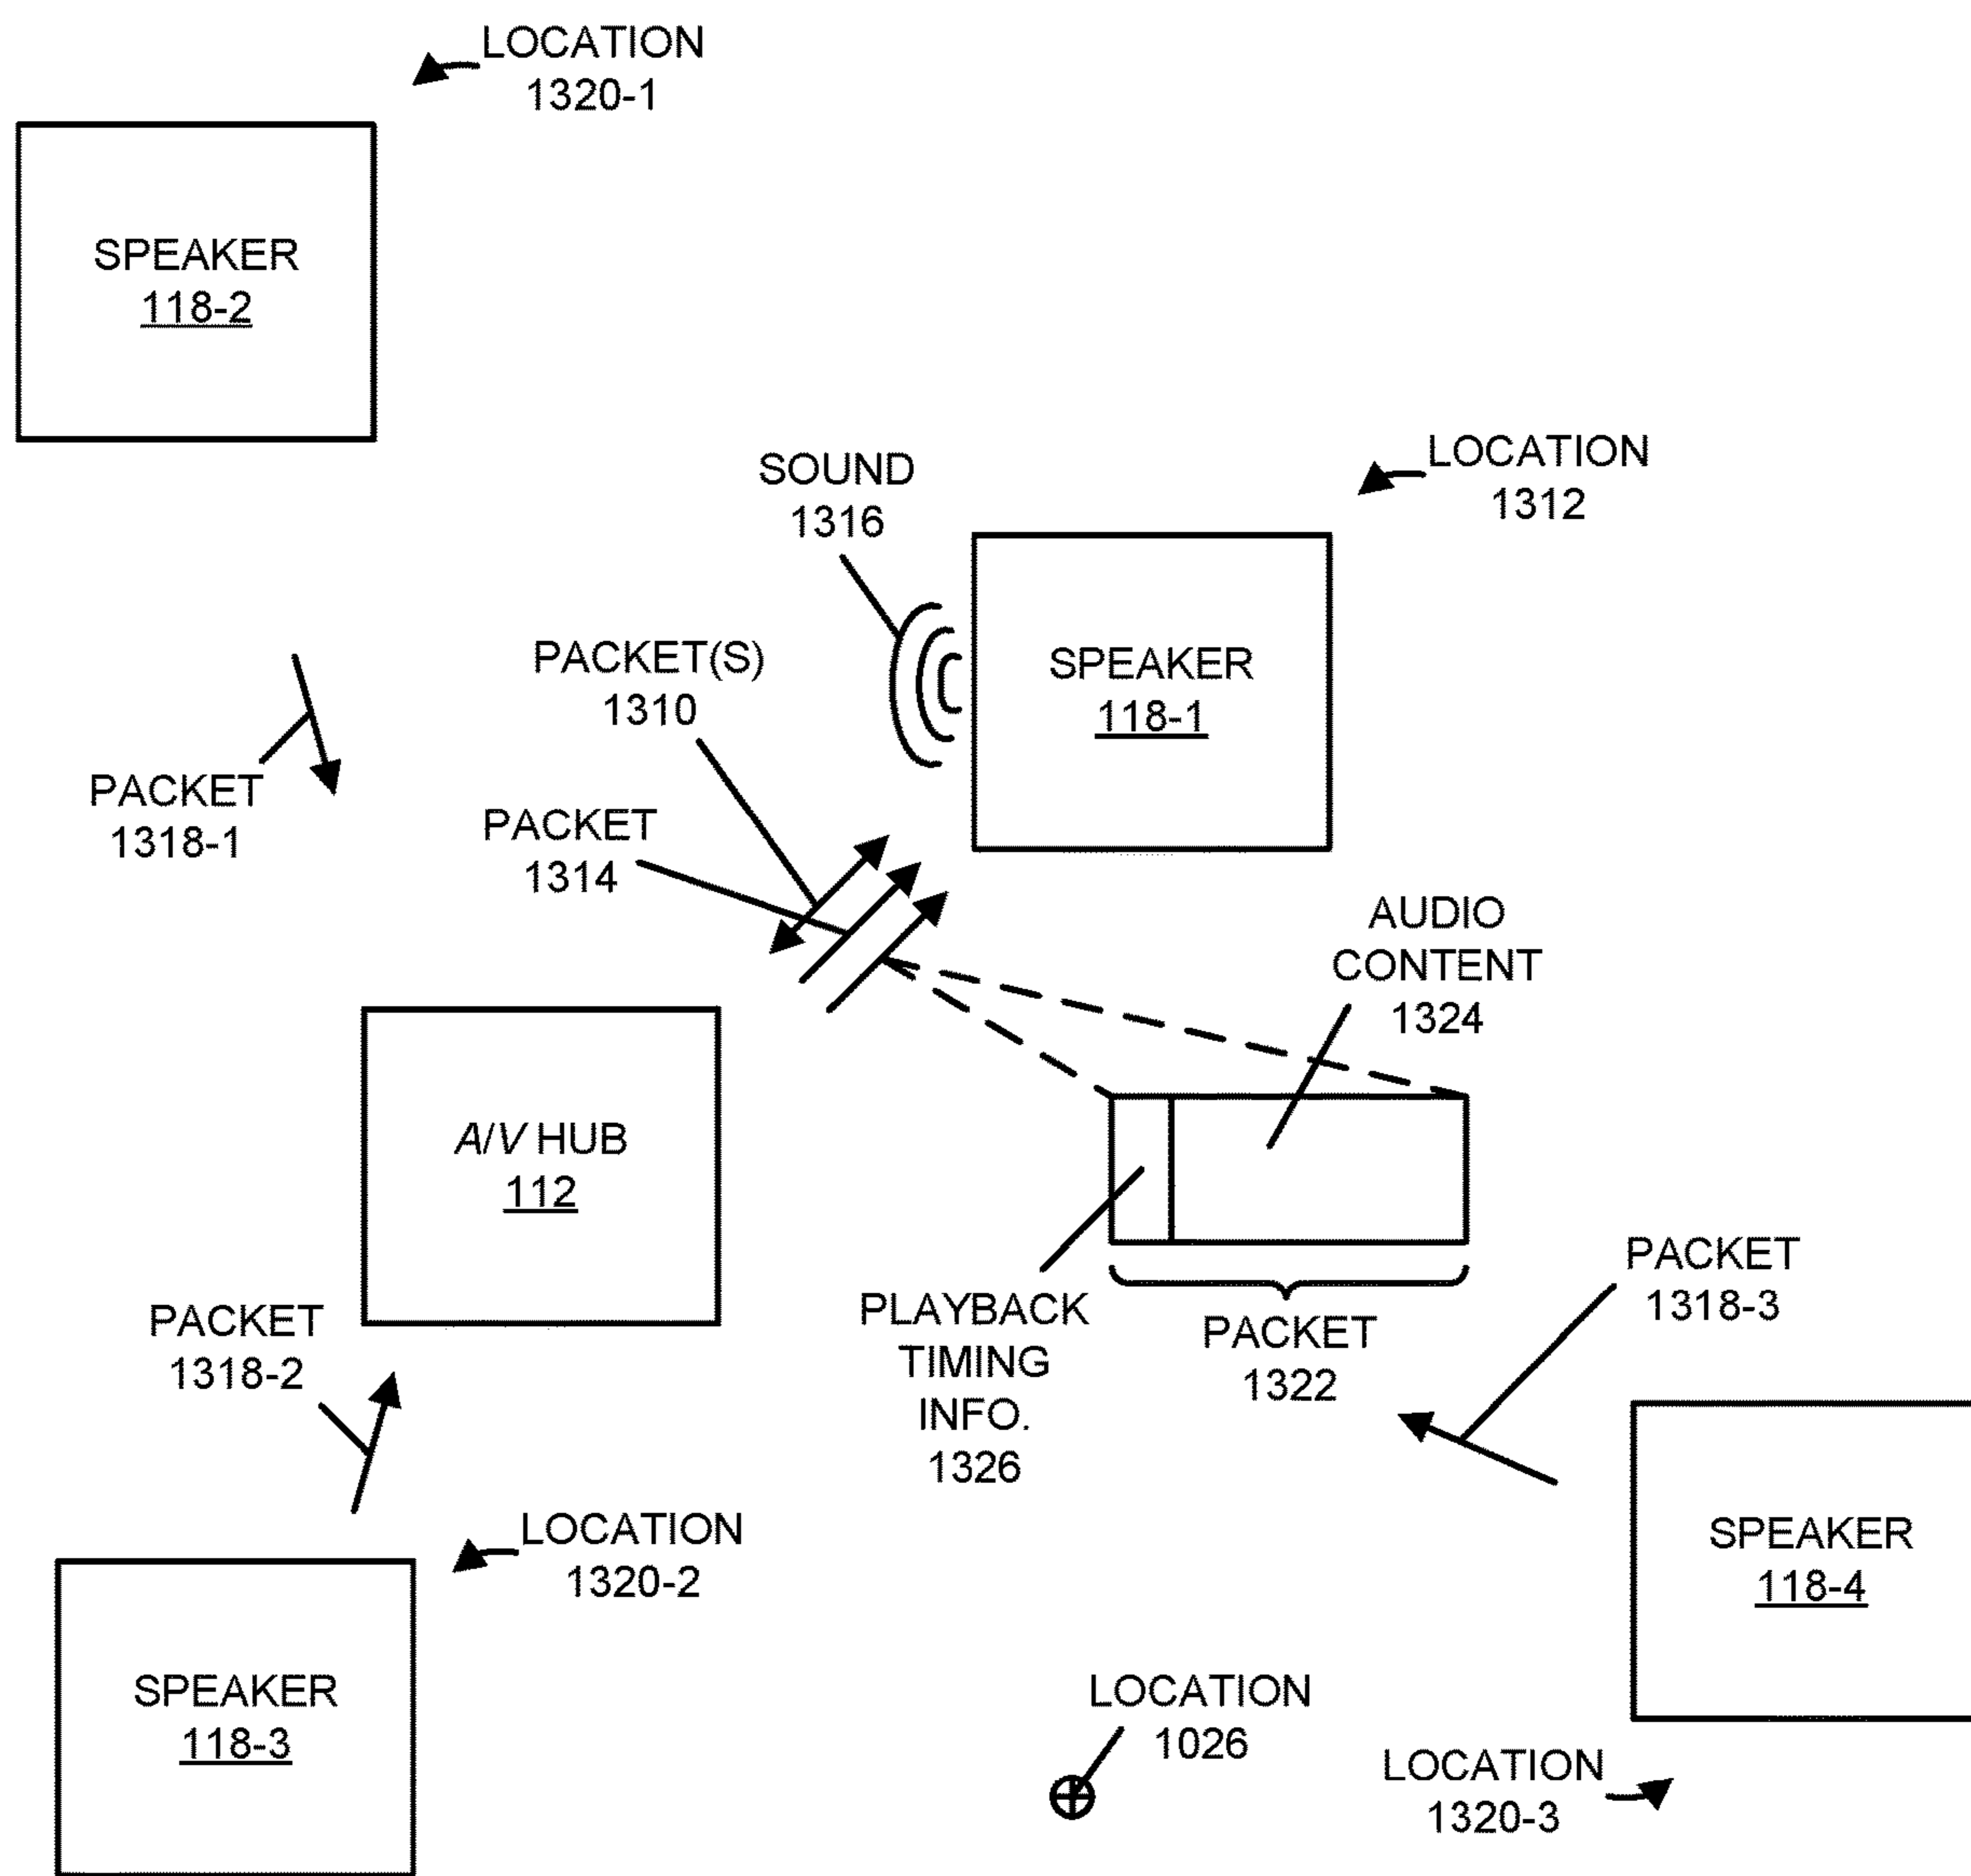 LOCATION
1320-1
SPEAKER
118-2
LOCATION
1312
SOUND
1316
SPEAKER
118-1
PACKET(S)
1310
PACKET
1318-1
PACKET
1314
AUDIO
CONTENT
1324
A/V HUB
112
PACKET
1318-2
PLAYBACK
TIMING
INFO.
1326
PACKET
1322
PACKET
1318-3
LOCATION
1320-2
SPEAKER
118-4
SPEAKER
118-3
LOCATION
1026
LOCATION
1320-3